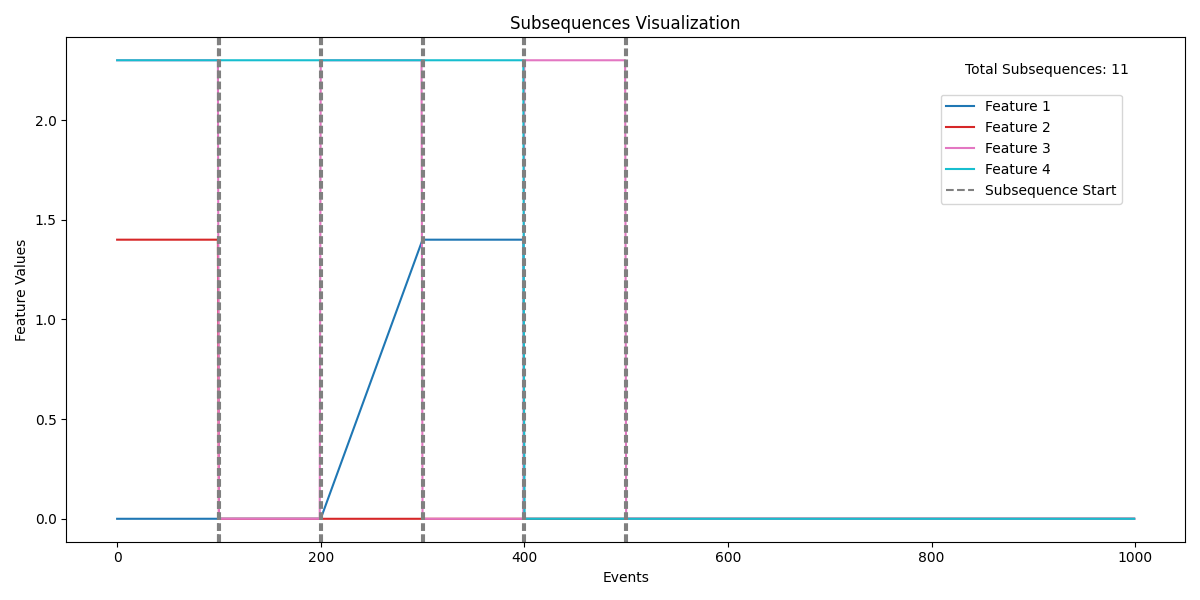 Subsequences Visualization
Total Subsequences: 11
Feature 1
Feature 2
Feature 3
Feature 4
Subsequence Start
Feature Values
2.0
1.5
1.0
0.5
0.0
0 200 400 600 800 1000
Events